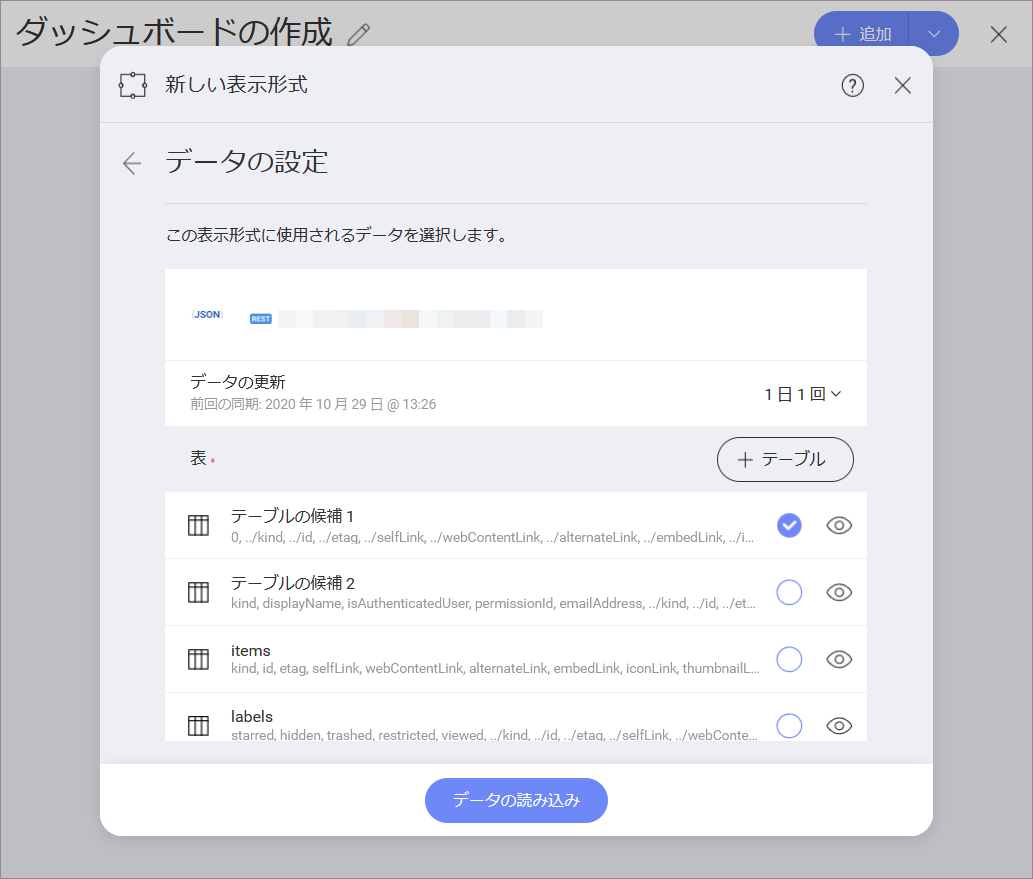 ダッシュボードの作成
追加
新しい表示形式
データの設定
この表示形式に使用されるデータを選択します。
{JSON} REST
データの更新
前回の同期: 2020 年 10 月 29 日 @ 13:26
1 日 1 回
表
テーブル
テーブルの候補 1
0, ../kind, ../id, ../etag, ../selfLink, ../webContentLink, ../alternateLink, ../embedLink, ../i...
テーブルの候補 2
kind, displayName, isAuthenticatedUser, permissionId, emailAddress, ../kind, ../id, ../et...
items
kind, id, etag, selfLink, webContentLink, alternateLink, embedLink, iconLink, thumbnailL...
labels
starred, hidden, trashed, restricted, viewed, ../kind, ../id, ../etag, ../selfLink, ../webConte...
データの読み込み